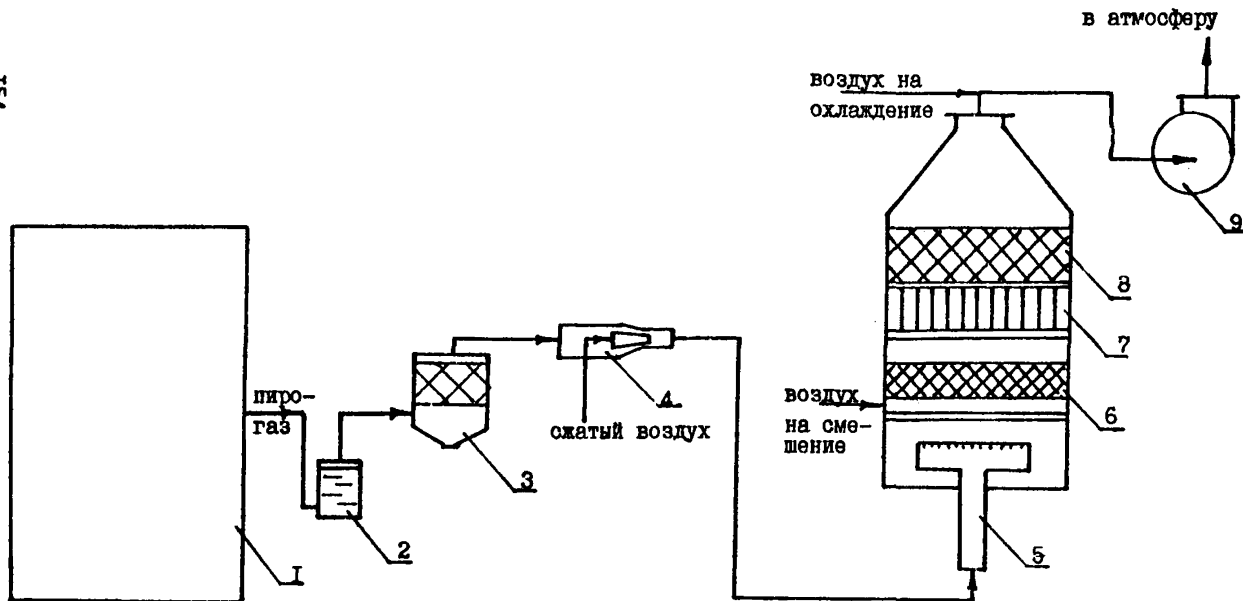 в атмосферу
воздух на
охлаждение
9
8
7
пиро-
газ
4
воздух
6
сжатый воздух
на сме-
шение
3
2
5
I